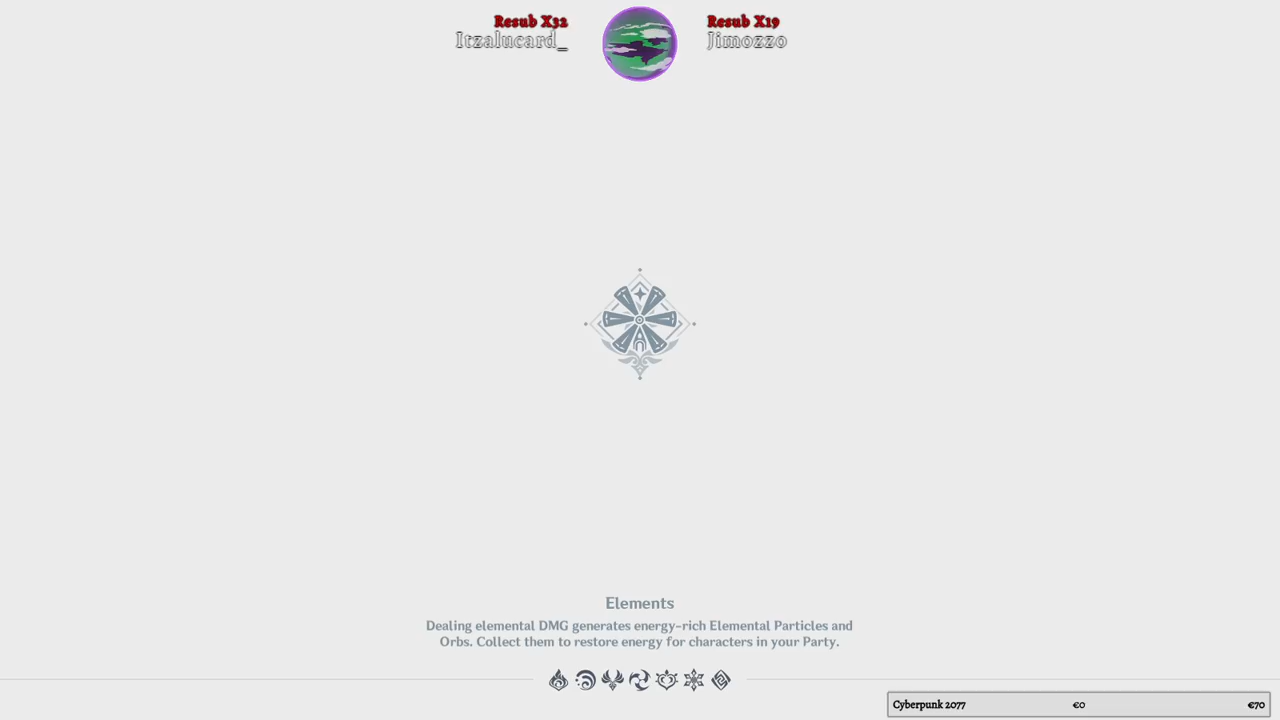 Resub X32
Itzalucard_
Resub X19
Jimozzo
Elements
Dealing elemental DMG generates energy-rich Elemental Particles and
Orbs. Collect them to restore energy for characters in your Party.
Cyberpunk 2077 €0 €70